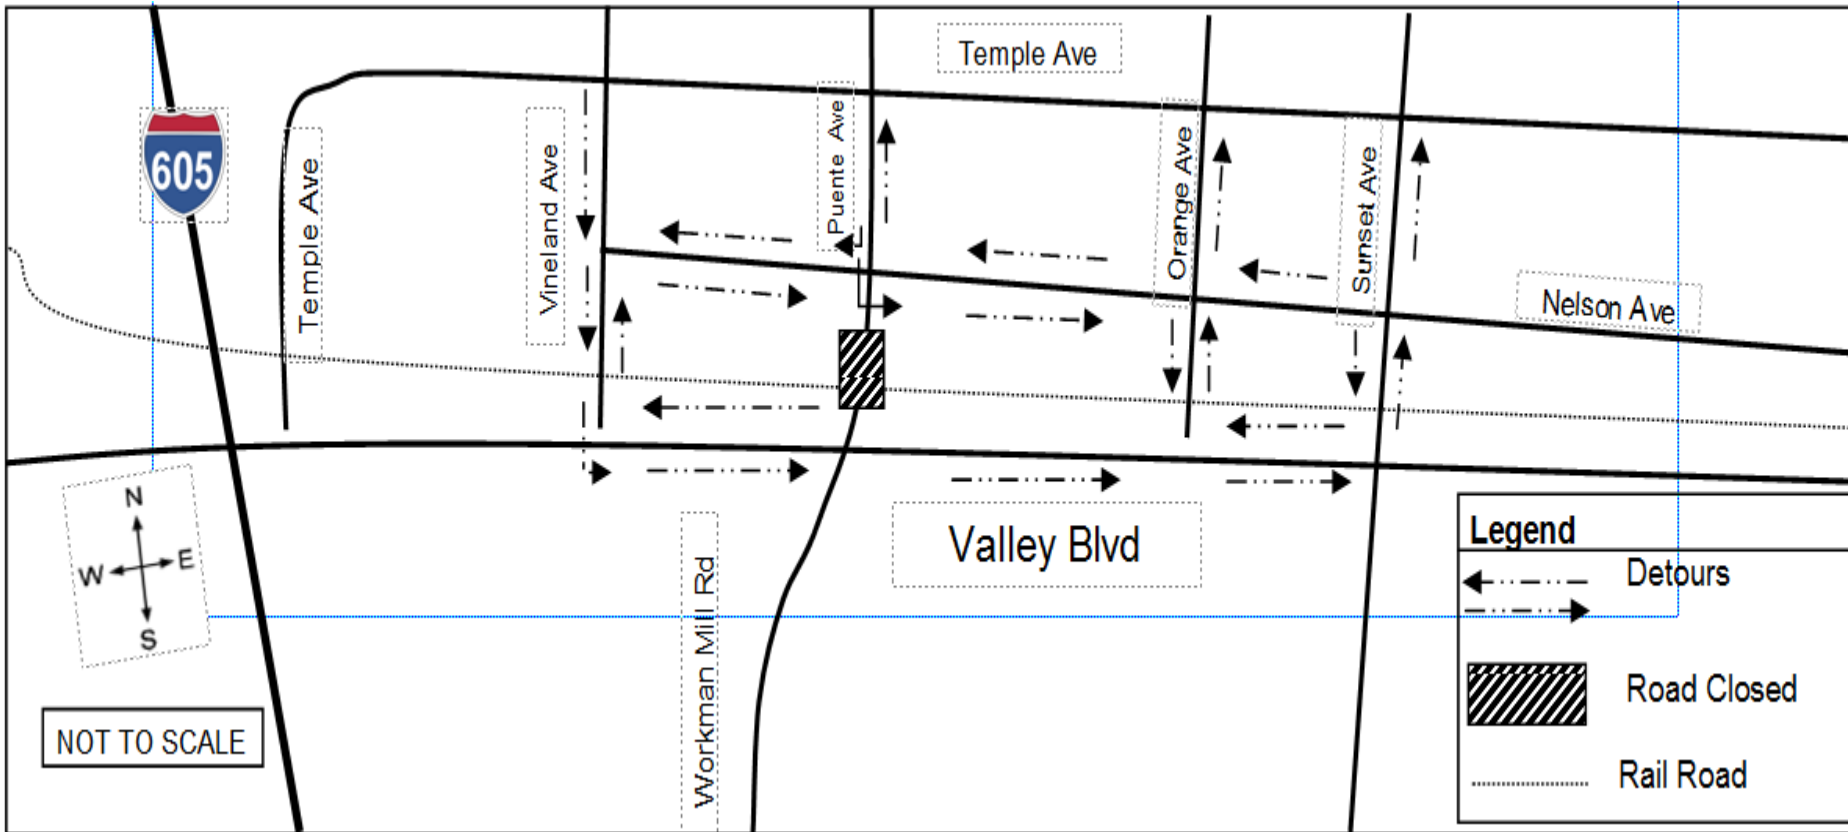 Temple Ave
605
Temple Ave
Vineland Ave
Puente Ave
Orange Ave
Sunset Ave
Nelson Ave
N
W
E
S
Valley Blvd
Workman Mill Rd
NOT TO SCALE
Legend
Detours
Road Closed
Rail Road